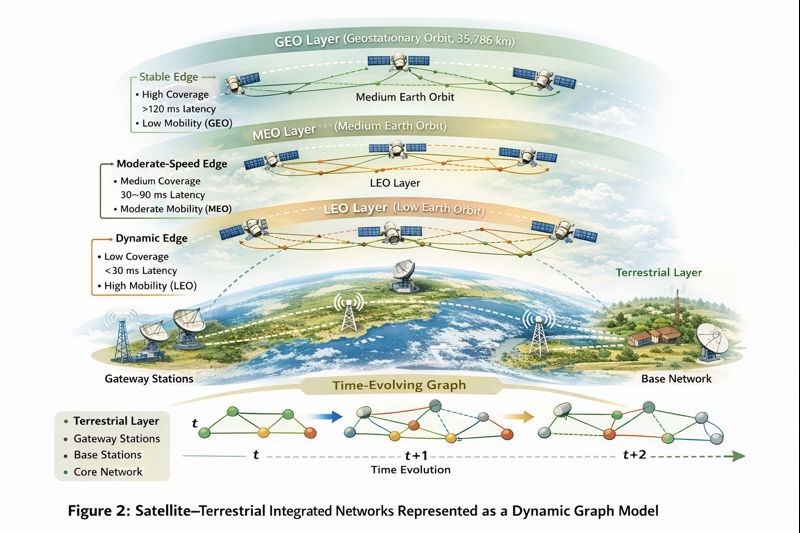 GEO Layer (Geostationary Orbit, 35,786 km)
Stable Edge
• High Coverage
>120 ms latency
• Low Mobility (GEO)
Medium Earth Orbit
MEO Layer (Medium Earth Orbit)
Moderate-Speed Edge
• Medium Coverage
30~90 ms Latency
• Moderate Mobility (MEO)
LEO Layer
LEO Layer (Low Earth Orbit)
Dynamic Edge
• Low Coverage
<30 ms Latency
• High Mobility (LEO)
Terrestrial Layer
Gateway Stations
Base Network
Time-Evolving Graph
• Terrestrial Layer
• Gateway Stations
• Base Stations
• Core Network
t
t
t+1
t+2
Time Evolution
Figure 2: Satellite–Terrestrial Integrated Networks Represented as a Dynamic Graph Model